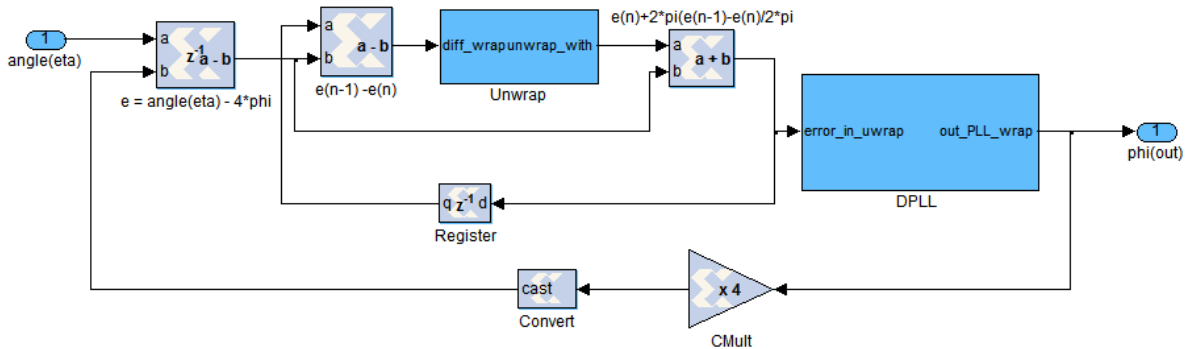 1
angle(eta)
a
b
z-1
a - b
e = angle(eta) - 4*phi
a
b
a - b
e(n-1) -e(n)
diff_wrap
unwrap_with
Unwrap
e(n)+2*pi(e(n-1)-e(n)/2*pi
a
b
a + b
error_in_uwrap
out_PLL_wrap
DPLL
1
phi(out)
q z-1 d
Register
cast
Convert
x 4
CMult